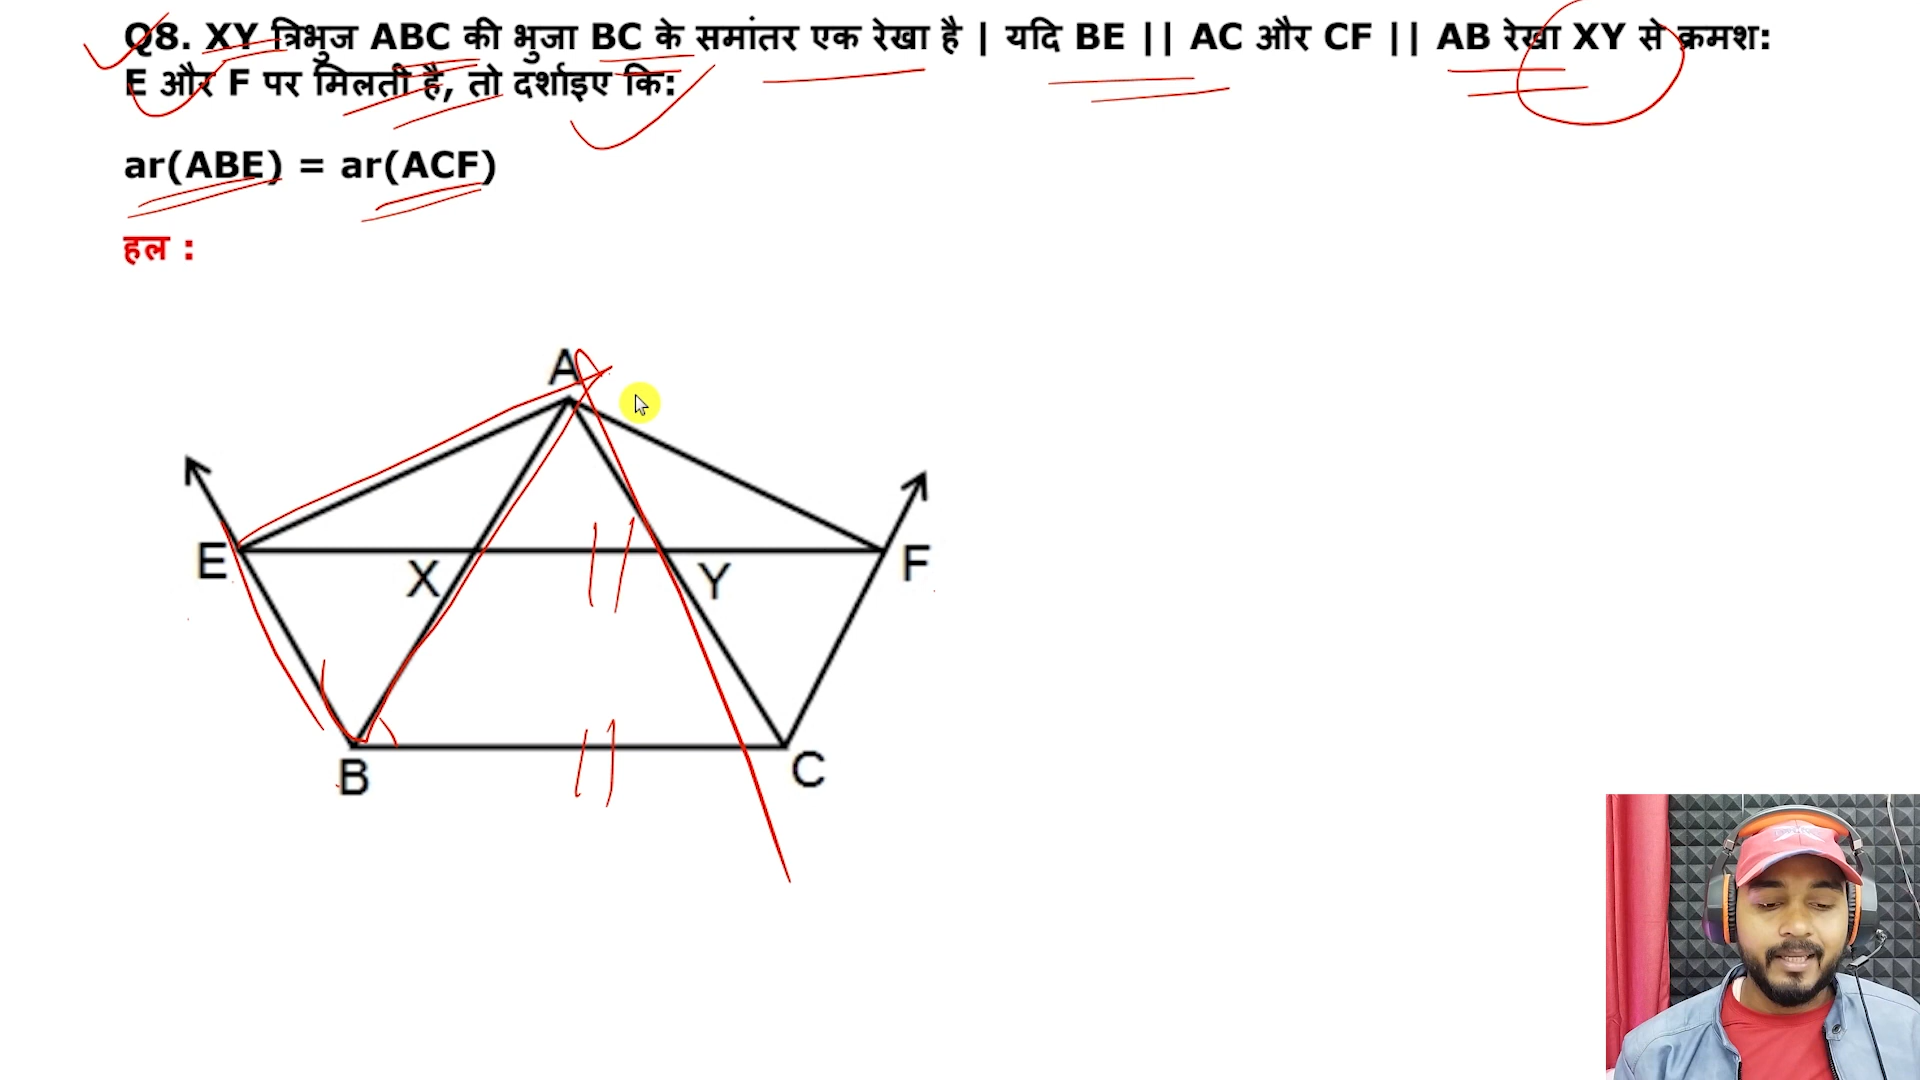 Q8. XY त्रिभुज ABC की भुजा BC के समांतर एक रेखा है | यदि BE || AC और CF || AB रेखा XY से क्रमश:
E और F पर मिलती है, तो दर्शाइए कि:
ar(ABE) = ar(ACF)
हल :
A
E
X
Y
F
B
C